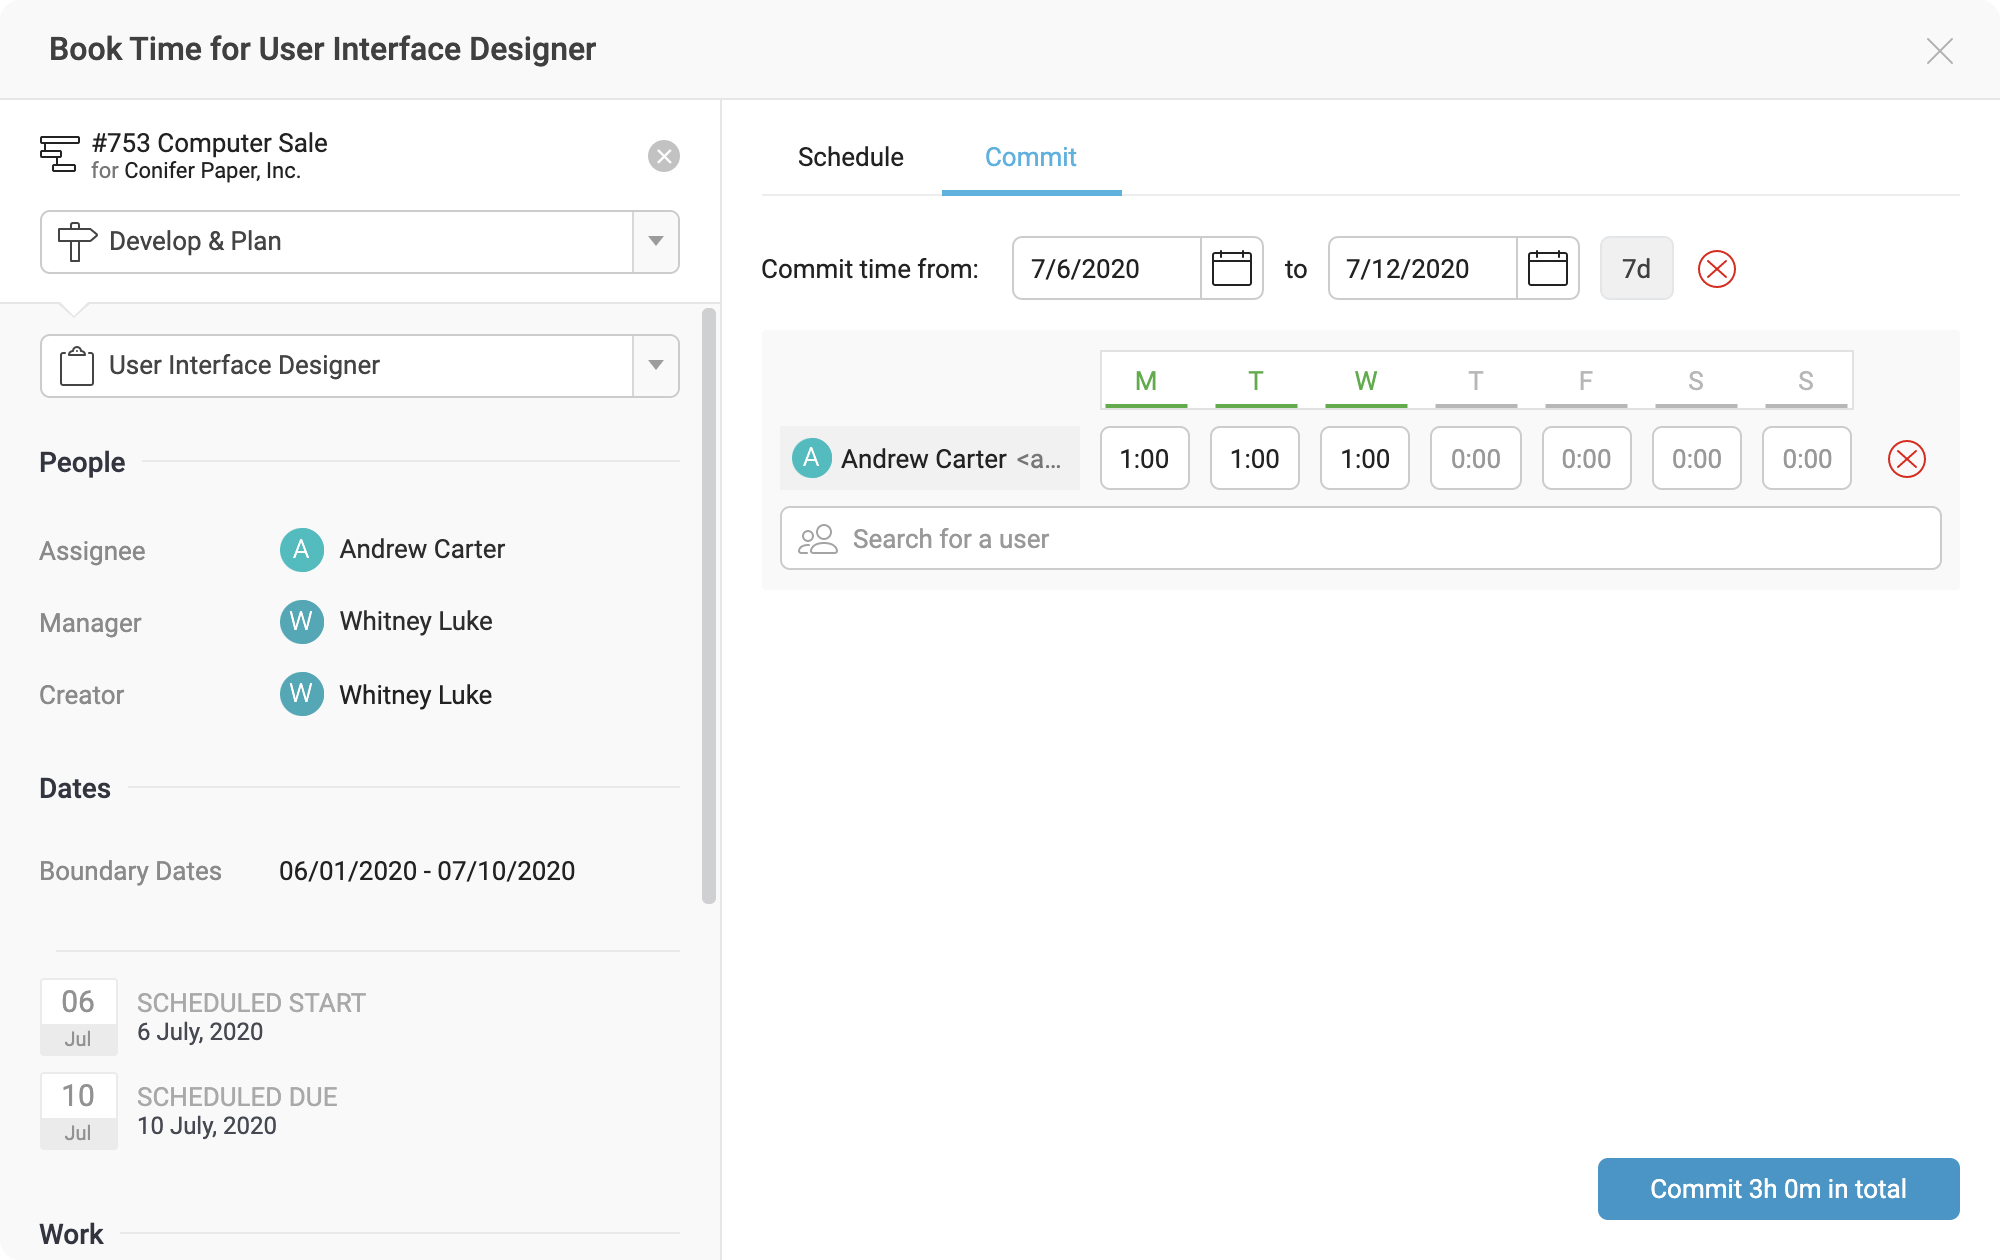 Book Time for User Interface Designer
#753 Computer Sale
for Conifer Paper, Inc.
Develop & Plan
User Interface Designer
People
Assignee A Andrew Carter
Manager W Whitney Luke
Creator W Whitney Luke
Dates
Boundary Dates 06/01/2020 - 07/10/2020
06 Jul
SCHEDULED START
6 July, 2020
10 Jul
SCHEDULED DUE
10 July, 2020
Work
Schedule Commit
Commit time from: 7/6/2020 to 7/12/2020 7d
M T W T F S S
A Andrew Carter <a... 1:00 1:00 1:00 0:00 0:00 0:00 0:00
Search for a user
Commit 3h 0m in total